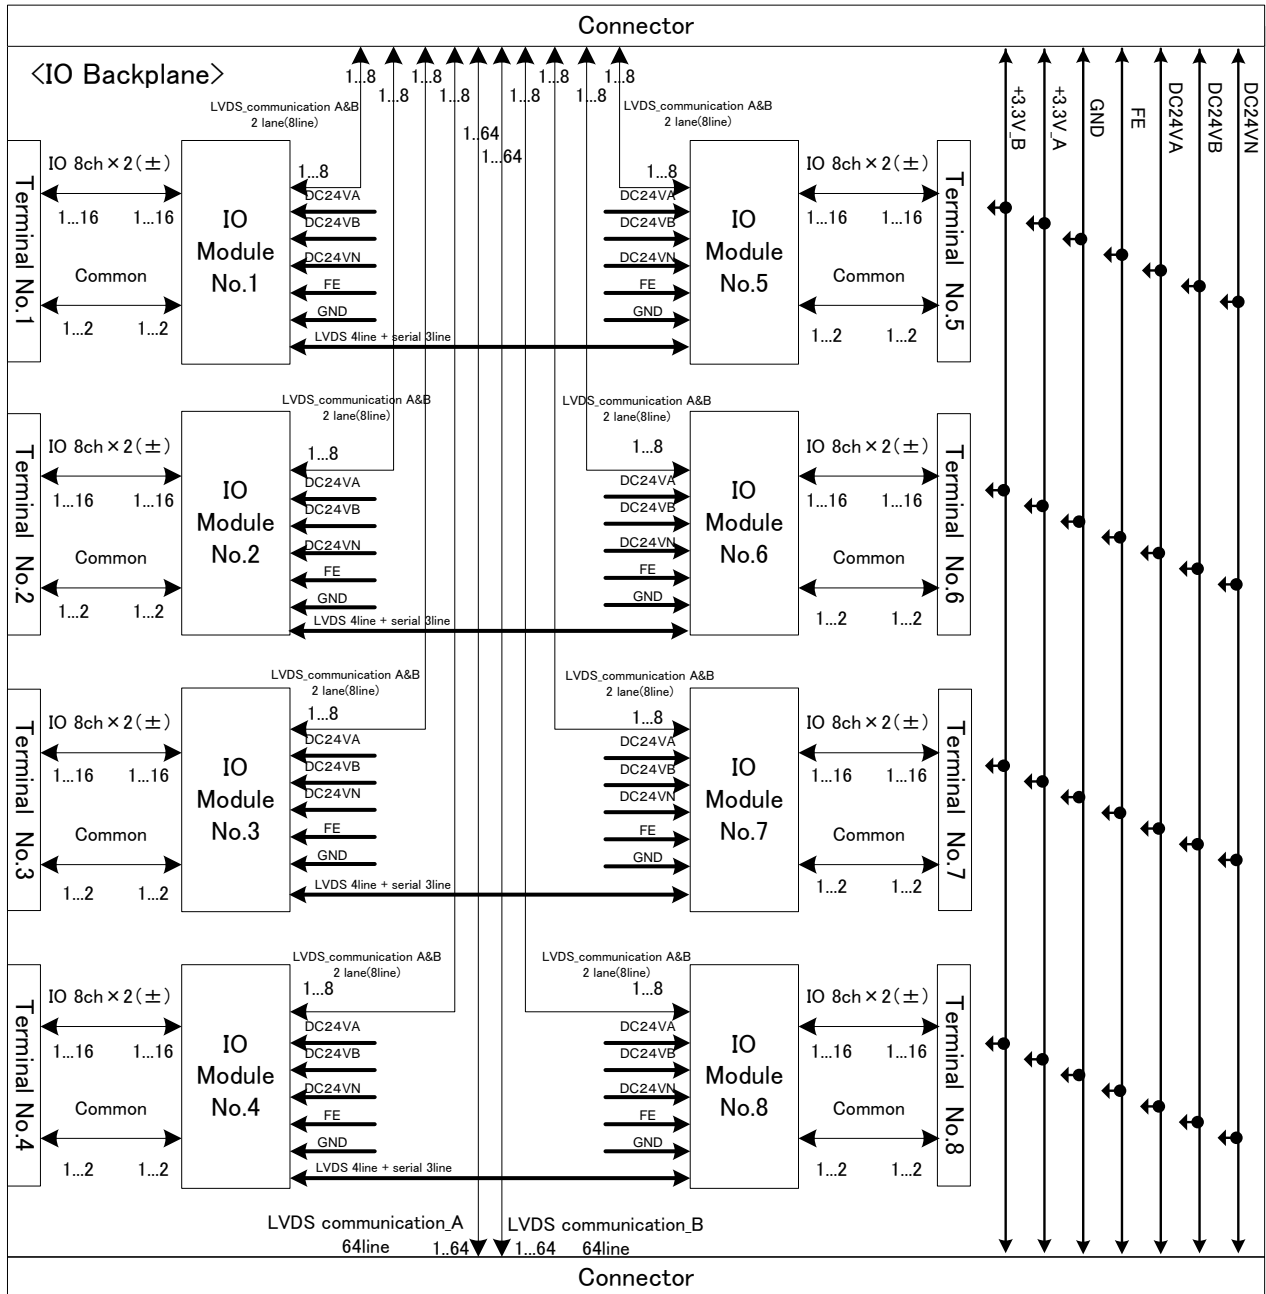 Connector
<IO Backplane>
1...8
1...8
1...8
1...8
1..64
1...64
1...8
1...8
1...8
1...8
+3.3V_B
+3.3V_A
GND
FE
DC24VA
DC24VB
DC24VN
Terminal No.1
IO 8ch×2(±)
1...16 1...16
Common
1...2 1...2
IO
Module
No.1
LVDS_communication A&B
2 lane(8line)
1...8
DC24VA
DC24VB
DC24VN
FE
GND
LVDS 4line + serial 3line
LVDS_communication A&B
2 lane(8line)
1...8
DC24VA
DC24VB
DC24VN
FE
GND
IO
Module
No.5
IO 8ch×2(±)
1...16 1...16
Common
1...2 1...2
Terminal No.5
Terminal No.2
IO 8ch×2(±)
1...16 1...16
Common
1...2 1...2
IO
Module
No.2
LVDS_communication A&B
2 lane(8line)
1...8
DC24VA
DC24VB
DC24VN
FE
GND
LVDS 4line + serial 3line
LVDS_communication A&B
2 lane(8line)
1...8
DC24VA
DC24VB
DC24VN
FE
GND
IO
Module
No.6
IO 8ch×2(±)
1...16 1...16
Common
1...2 1...2
Terminal No.6
Terminal No.3
IO 8ch×2(±)
1...16 1...16
Common
1...2 1...2
IO
Module
No.3
LVDS_communication A&B
2 lane(8line)
1...8
DC24VA
DC24VB
DC24VN
FE
GND
LVDS 4line + serial 3line
LVDS_communication A&B
2 lane(8line)
1...8
DC24VA
DC24VB
DC24VN
FE
GND
IO
Module
No.7
IO 8ch×2(±)
1...16 1...16
Common
1...2 1...2
Terminal No.7
Terminal No.4
IO 8ch×2(±)
1...16 1...16
Common
1...2 1...2
IO
Module
No.4
LVDS_communication A&B
2 lane(8line)
1...8
DC24VA
DC24VB
DC24VN
FE
GND
LVDS 4line + serial 3line
LVDS_communication A&B
2 lane(8line)
1...8
DC24VA
DC24VB
DC24VN
FE
GND
IO
Module
No.8
IO 8ch×2(±)
1...16 1...16
Common
1...2 1...2
Terminal No.8
LVDS communication_A
64line 1..64
LVDS communication_B
1...64 64line
Connector